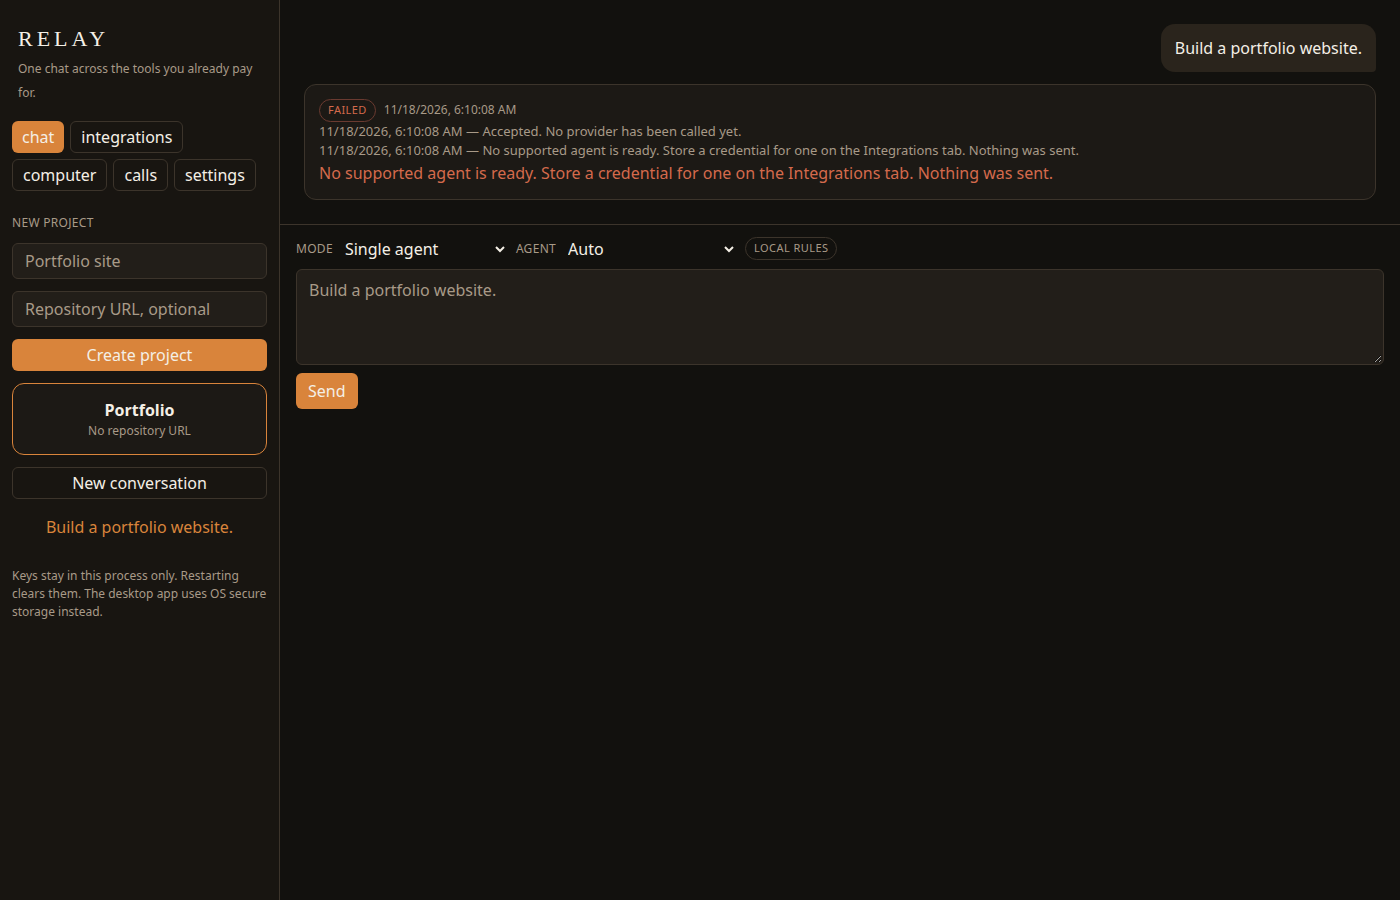 RELAY
One chat across the tools you already pay
for.
chat
integrations
computer
calls
settings
NEW PROJECT
Portfolio site
Repository URL, optional
Create project
Portfolio
No repository URL
New conversation
Build a portfolio website.
Keys stay in this process only. Restarting
clears them. The desktop app uses OS secure
storage instead.
Build a portfolio website.
FAILED 11/18/2026, 6:10:08 AM
11/18/2026, 6:10:08 AM — Accepted. No provider has been called yet.
11/18/2026, 6:10:08 AM — No supported agent is ready. Store a credential for one on the Integrations tab. Nothing was sent.
No supported agent is ready. Store a credential for one on the Integrations tab. Nothing was sent.
MODE Single agent AGENT Auto LOCAL RULES
Build a portfolio website.
Send